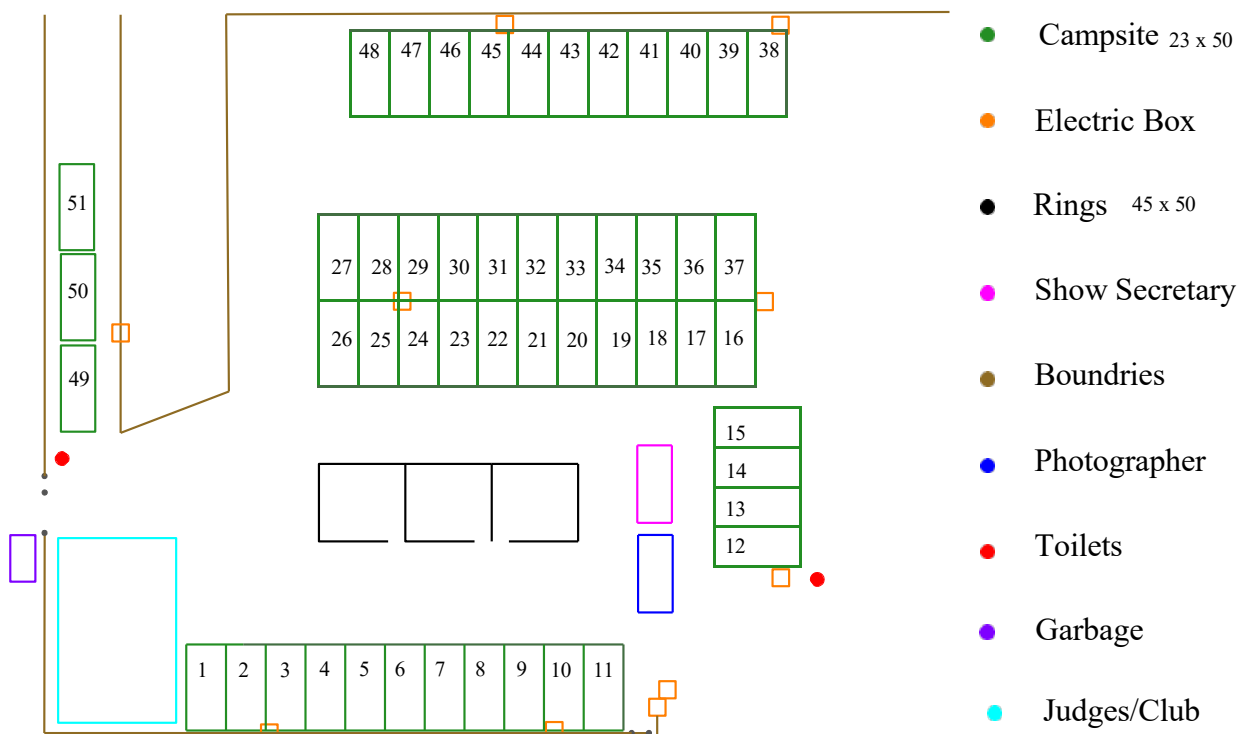 48 47 46 45 44 43 42 41 40 39 38
51
50
49
27 28 29 30 31 32 33 34 35 36 37
26 25 24 23 22 21 20 19 18 17 16
15
14
13
12
1 2 3 4 5 6 7 8 9 10 11
Campsite 23 x 50
Electric Box
Rings 45 x 50
Show Secretary
Boundries
Photographer
Toilets
Garbage
Judges/Club